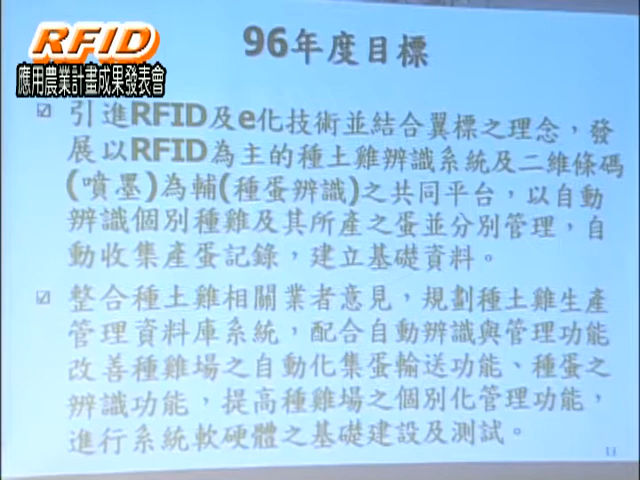 RFID
應用農業計畫成果發表會
96年度目標
☑ 引進RFID及e化技術並結合翼標之理念，發
展以RFID為主的種土雞辨識系統及二維條碼
(噴墨)為輔(種蛋辨識)之共同平台，以自動
辨識個別種雞及其所產之蛋並分別管理，自
動收集產蛋記錄，建立基礎資料。
☑ 整合種土雞相關業者意見，規劃種土雞生產
管理資料庫系統，配合自動辨識與管理功能
改善種雞場之自動化集蛋輸送功能、種蛋之
辨識功能，提高種雞場之個別化管理功能，
進行系統軟硬體之基礎建設及測試。
11